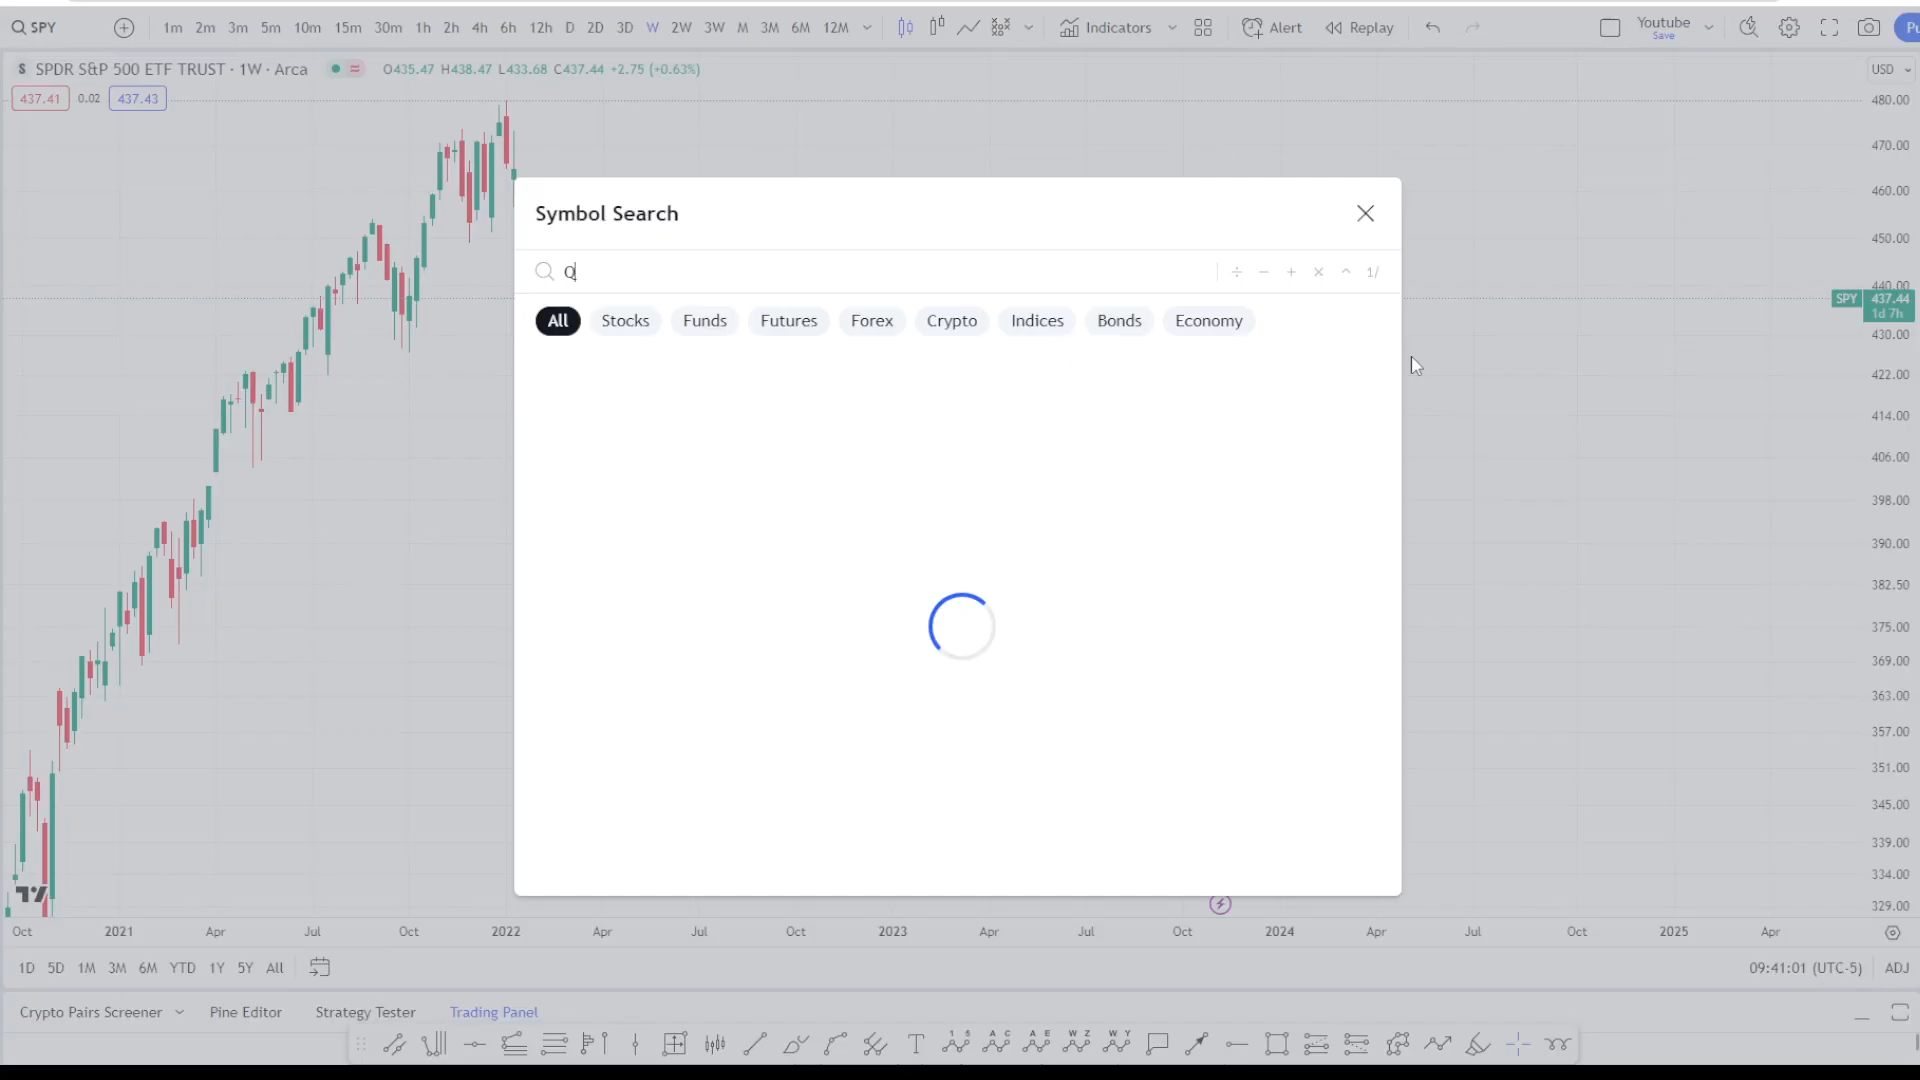 SPY 1m 2m 3m 5m 10m 15m 30m 1h 2h 4h 6h 12h D 2D 3D W 2W 3W M 3M 6M 12M Indicators Alert Replay Youtube
Save
SPDR S&P 500 ETF TRUST · 1W · Arca O435.47 H438.47 L433.68 C437.44 +2.75 (+0.63%) USD
437.41 0.02 437.43 480.00
470.00
460.00
450.00
440.00
SPY 437.44
1d 7h
430.00
422.00
414.00
406.00
398.00
390.00
382.50
375.00
369.00
363.00
357.00
351.00
345.00
339.00
334.00
329.00
Symbol Search
Q ÷ − + × ^ 1/
All Stocks Funds Futures Forex Crypto Indices Bonds Economy
Oct 2021 Apr Jul Oct 2022 Apr Jul Oct 2023 Apr Jul Oct 2024 Apr Jul Oct 2025 Apr
1D 5D 1M 3M 6M YTD 1Y 5Y All 09:41:01 (UTC-5) ADJ
Crypto Pairs Screener Pine Editor Strategy Tester Trading Panel